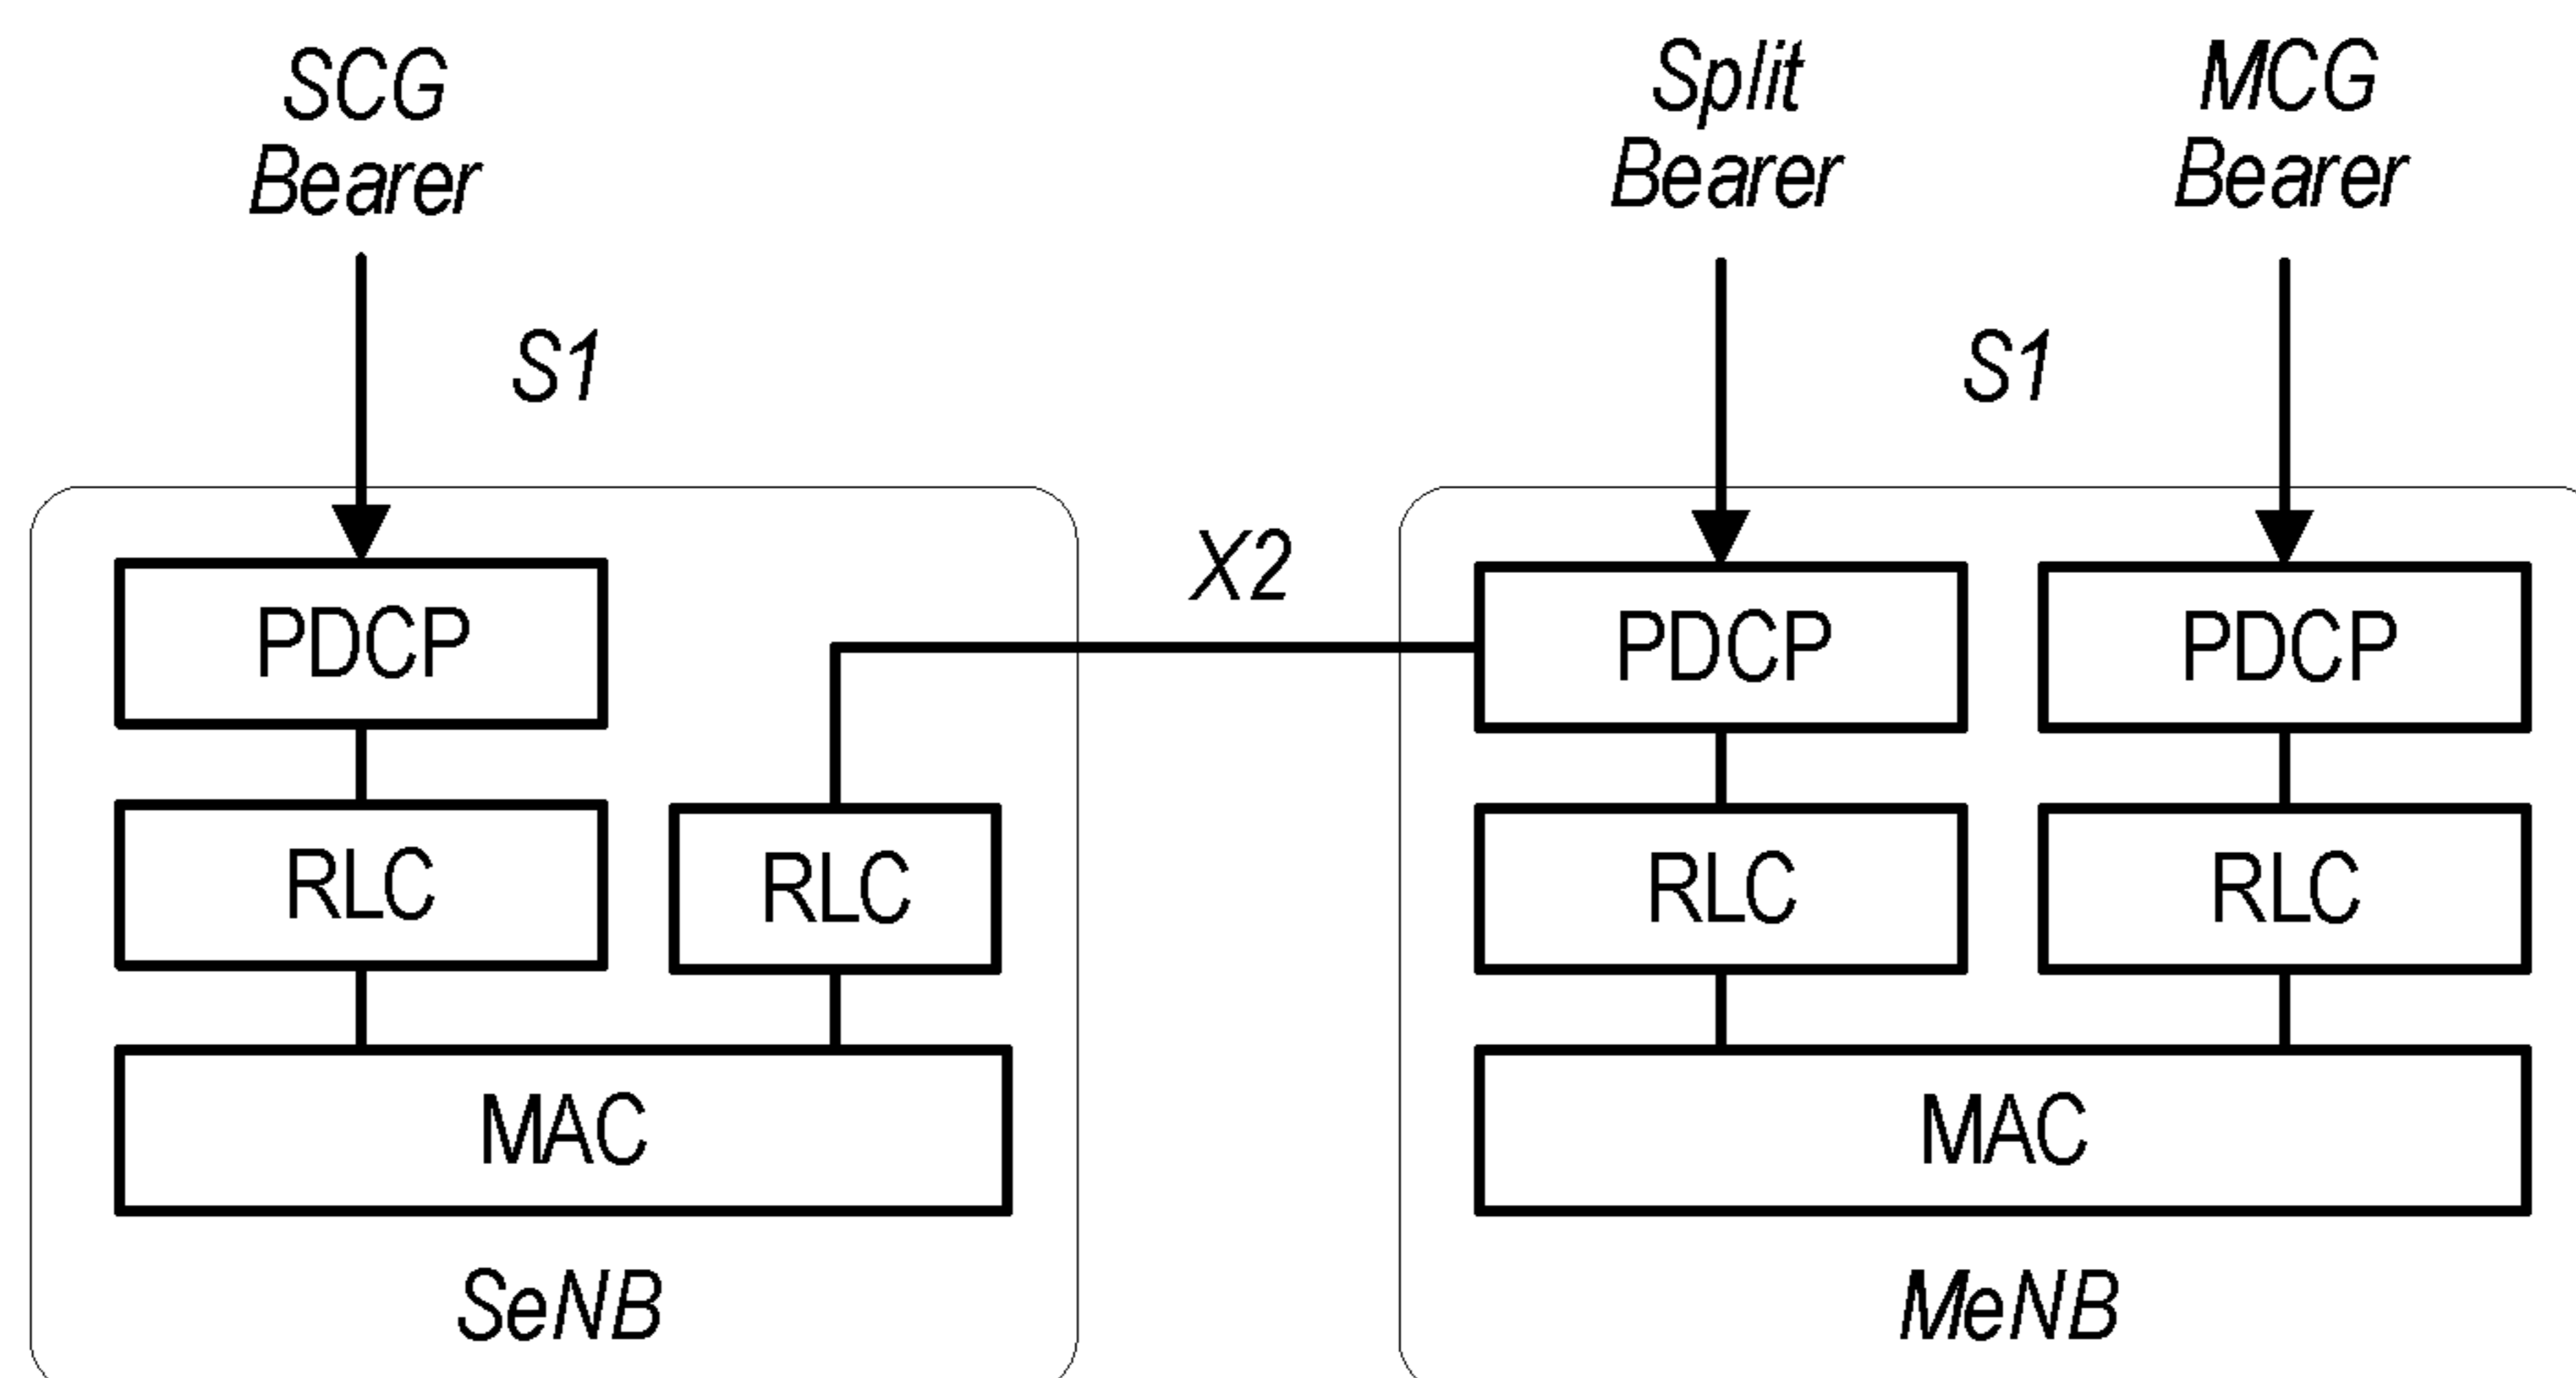 SCG
Bearer
Split
Bearer
MCG
Bearer
S1
S1
X2
PDCP
PDCP
PDCP
RLC
RLC
RLC
RLC
MAC
MAC
SeNB
MeNB